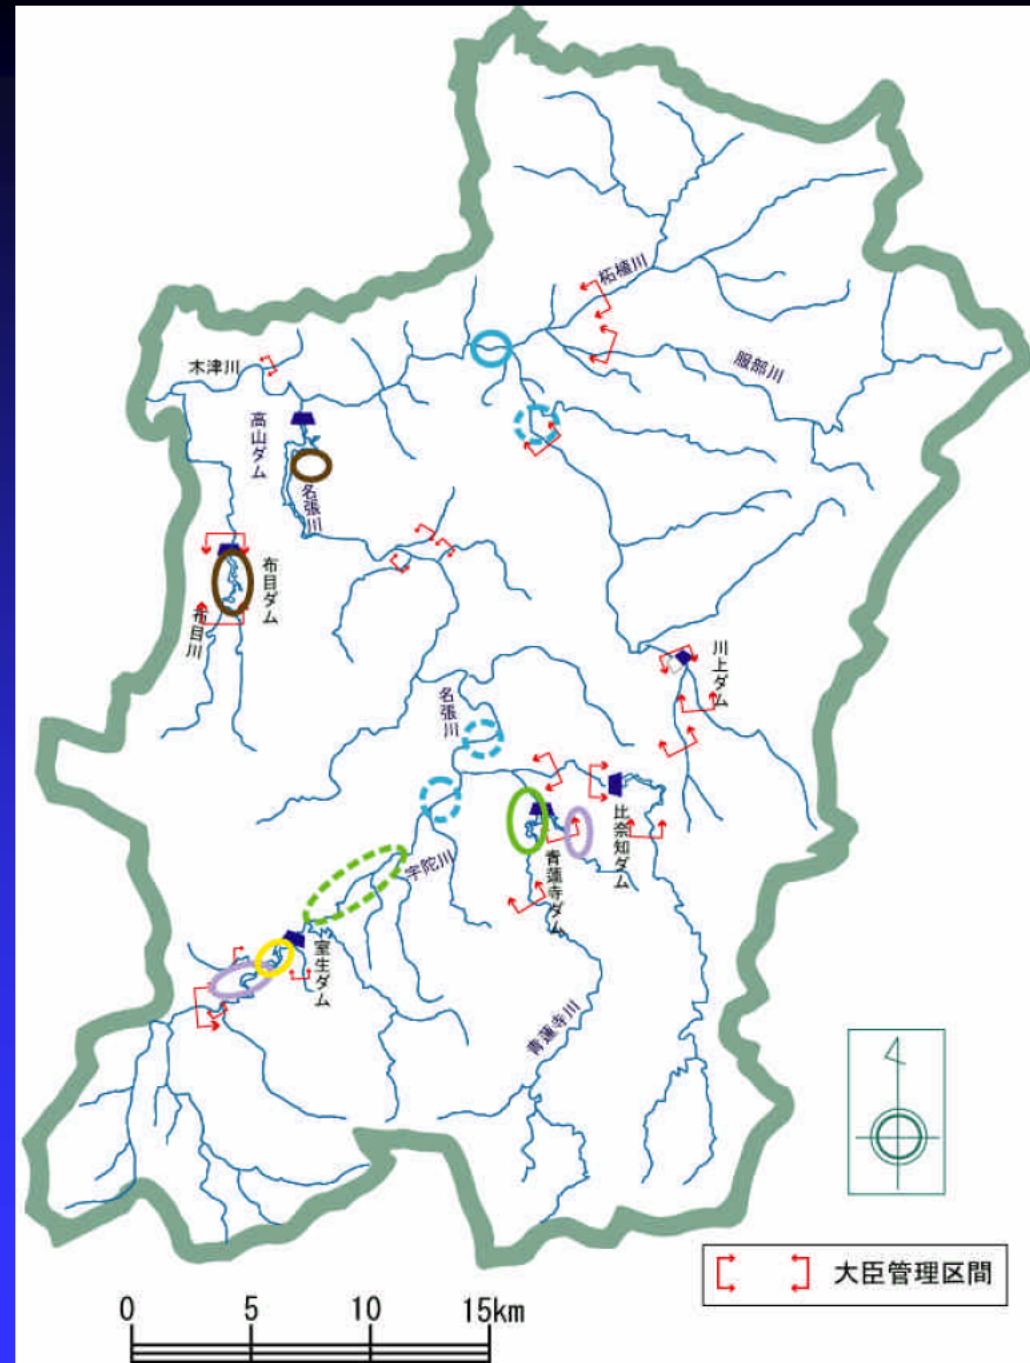 柘植川
服部川
木津川
高山ダム
名張川
布目ダム
布目川
川上ダム
名張川
比奈知ダム
青蓮寺ダム
宇陀川
室生ダム
青蓮寺川
大臣管理区間
0 5 10 15km